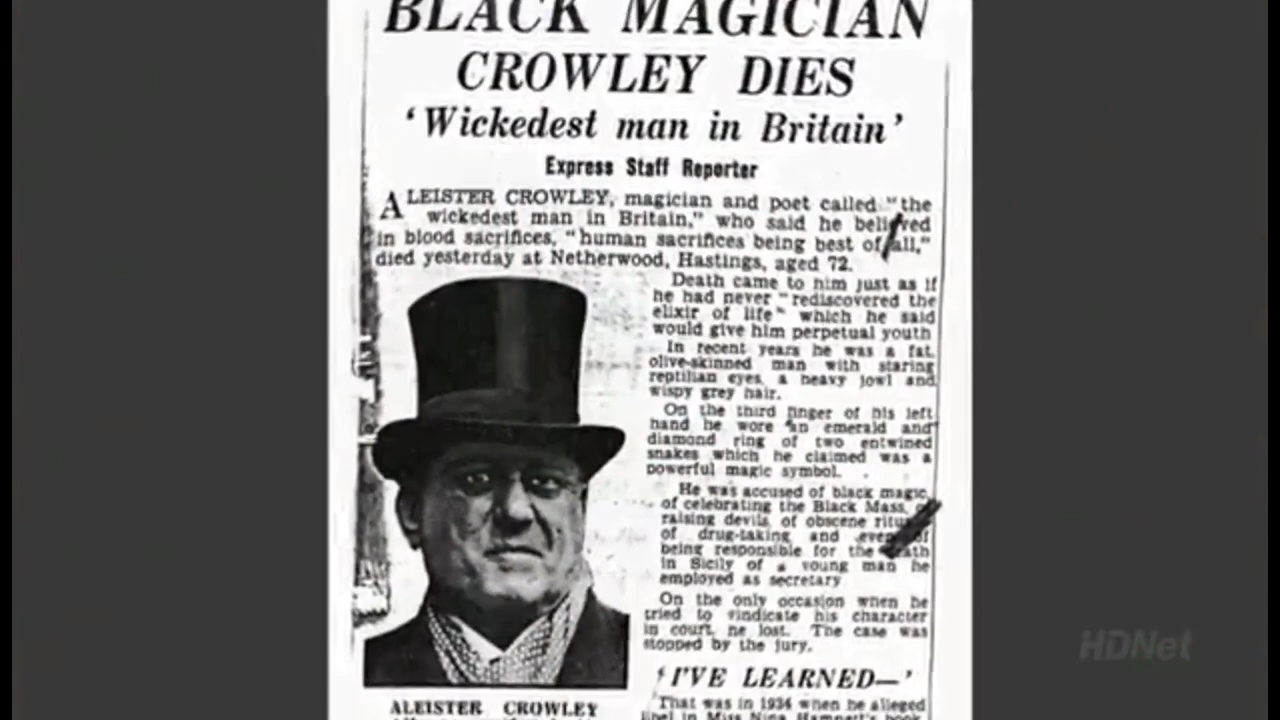 BLACK MAGICIAN
CROWLEY DIES
'Wickedest man in Britain'
Express Staff Reporter
ALEISTER CROWLEY, magician and poet called "the
wickedest man in Britain," who said he believed
in blood sacrifices, "human sacrifices being best of all,"
died yesterday at Netherwood, Hastings, aged 72.
Death came to him just as if
he had never "rediscovered the
elixir of life" which he said
would give him perpetual youth
In recent years he was a fat,
olive-skinned man with staring
reptilian eyes, a heavy jowl and
wispy grey hair.
On the third finger of his left
hand he wore an emerald and
diamond ring of two entwined
snakes which he claimed was a
powerful magic symbol.
He was accused of black magic,
of celebrating the Black Mass,
raising devils, of obscene
of drug-taking and even of
being responsible for the death
in Sicily of a young man he
employed as secretary
On the only occasion when he
tried to vindicate his character
in court, he lost. The case was
stopped by the jury.
'I'VE LEARNED—'
That was in 1934 when he alleged
libel in Miss Nina Hamnett's book
ALEISTER CROWLEY
HDNet